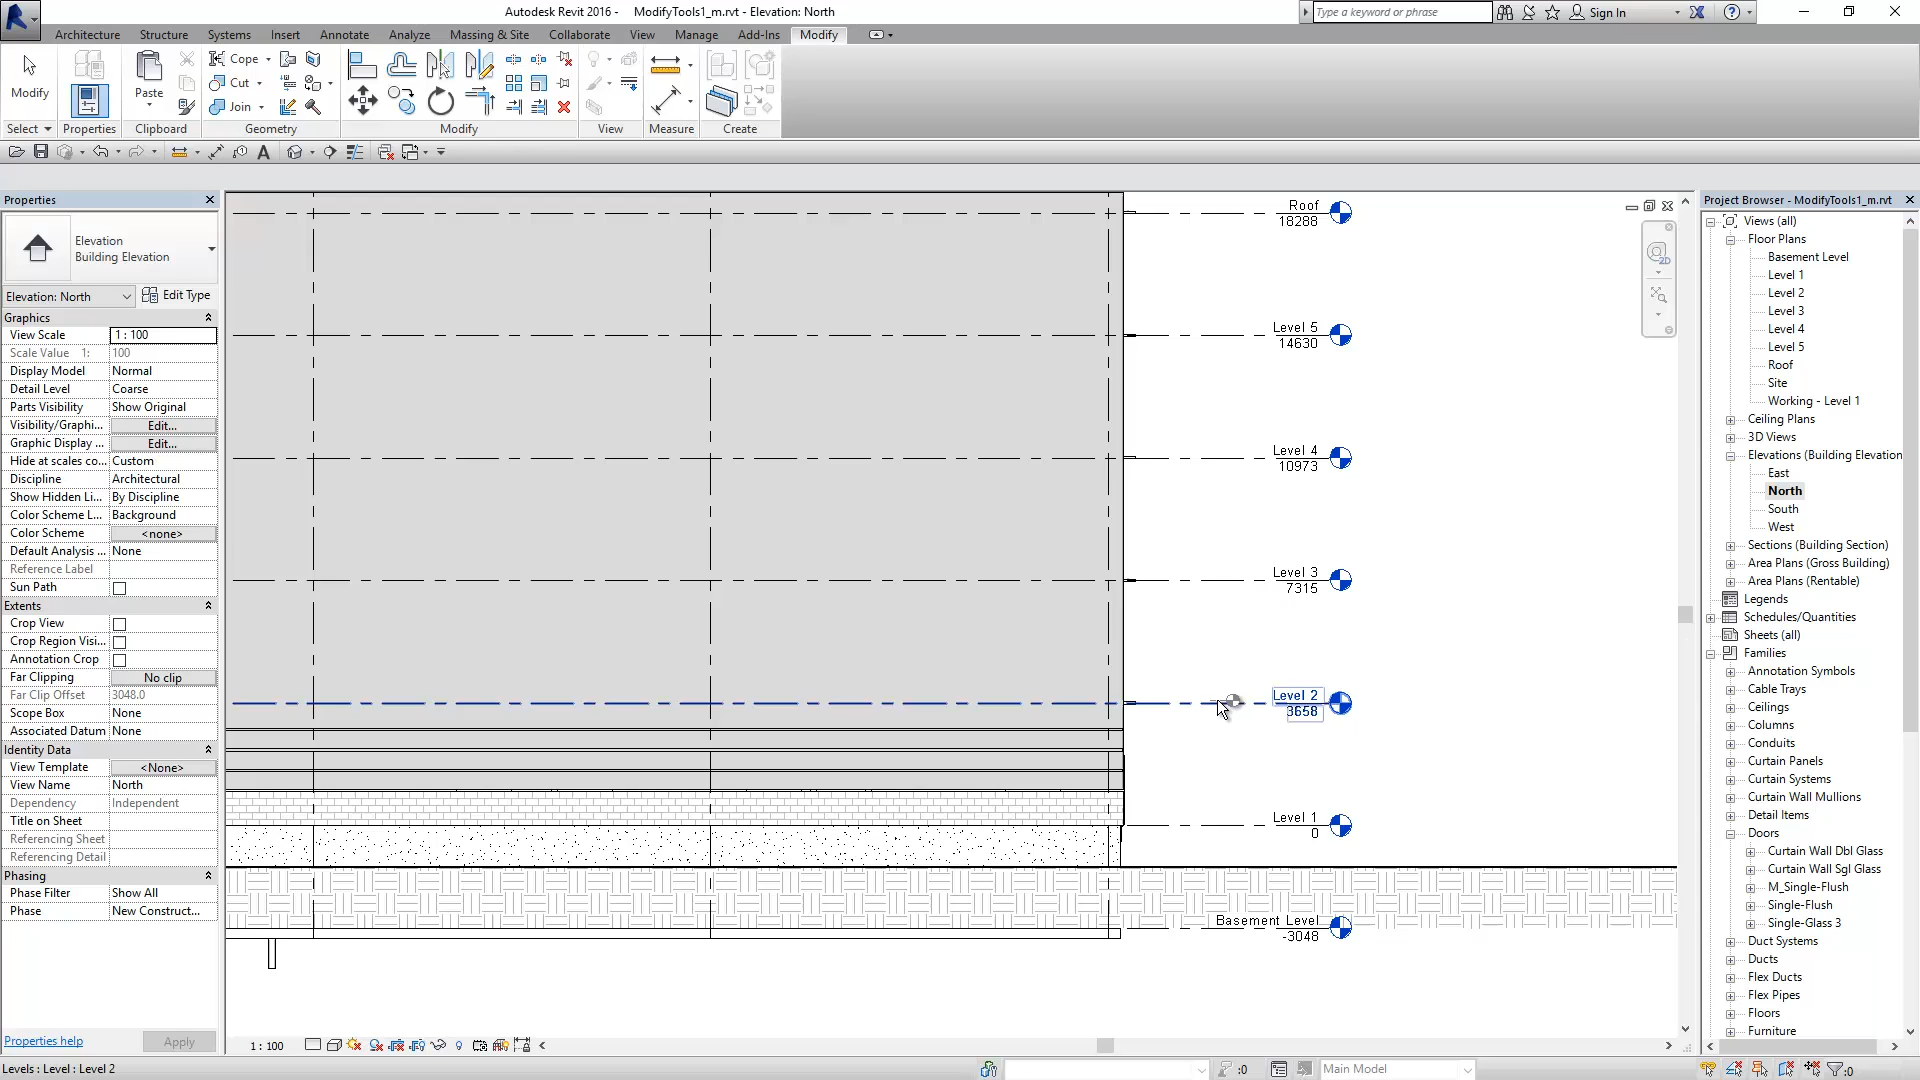 Autodesk Revit 2016 - ModifyTools1_m.rvt - Elevation: North
Type a keyword or phrase
Sign In
Architecture Structure Systems Insert Annotate Analyze Massing & Site Collaborate View Manage Add-Ins Modify
Modify
Paste
Cope
Cut
Join
Select Properties Clipboard Geometry Modify View Measure Create
Properties
Elevation
Building Elevation
Elevation: North Edit Type
Graphics
View Scale 1 : 100
Scale Value 1: 100
Display Model Normal
Detail Level Coarse
Parts Visibility Show Original
Visibility/Graphi... Edit...
Graphic Display ... Edit...
Hide at scales co... Custom
Discipline Architectural
Show Hidden Li... By Discipline
Color Scheme L... Background
Color Scheme <none>
Default Analysis ... None
Reference Label
Sun Path
Extents
Crop View
Crop Region Visi...
Annotation Crop
Far Clipping No clip
Far Clip Offset 3048.0
Scope Box None
Associated Datum None
Identity Data
View Template <None>
View Name North
Dependency Independent
Title on Sheet
Referencing Sheet
Referencing Detail
Phasing
Phase Filter Show All
Phase New Construct...
Properties help Apply
Roof
18288
Level 5
14630
Level 4
10973
Level 3
7315
Level 2
3658
Level 1
0
Basement Level
-3048
2D
1 : 100
Project Browser - ModifyTools1_m.rvt
Views (all)
Floor Plans
Basement Level
Level 1
Level 2
Level 3
Level 4
Level 5
Roof
Site
Working - Level 1
Ceiling Plans
3D Views
Elevations (Building Elevation
East
North
South
West
Sections (Building Section)
Area Plans (Gross Building)
Area Plans (Rentable)
Legends
Schedules/Quantities
Sheets (all)
Families
Annotation Symbols
Cable Trays
Ceilings
Columns
Conduits
Curtain Panels
Curtain Systems
Curtain Wall Mullions
Detail Items
Doors
Curtain Wall Dbl Glass
Curtain Wall Sgl Glass
M_Single-Flush
Single-Flush
Single-Glass 3
Duct Systems
Ducts
Flex Ducts
Flex Pipes
Floors
Furniture
Levels : Level : Level 2
:0
Main Model
:0